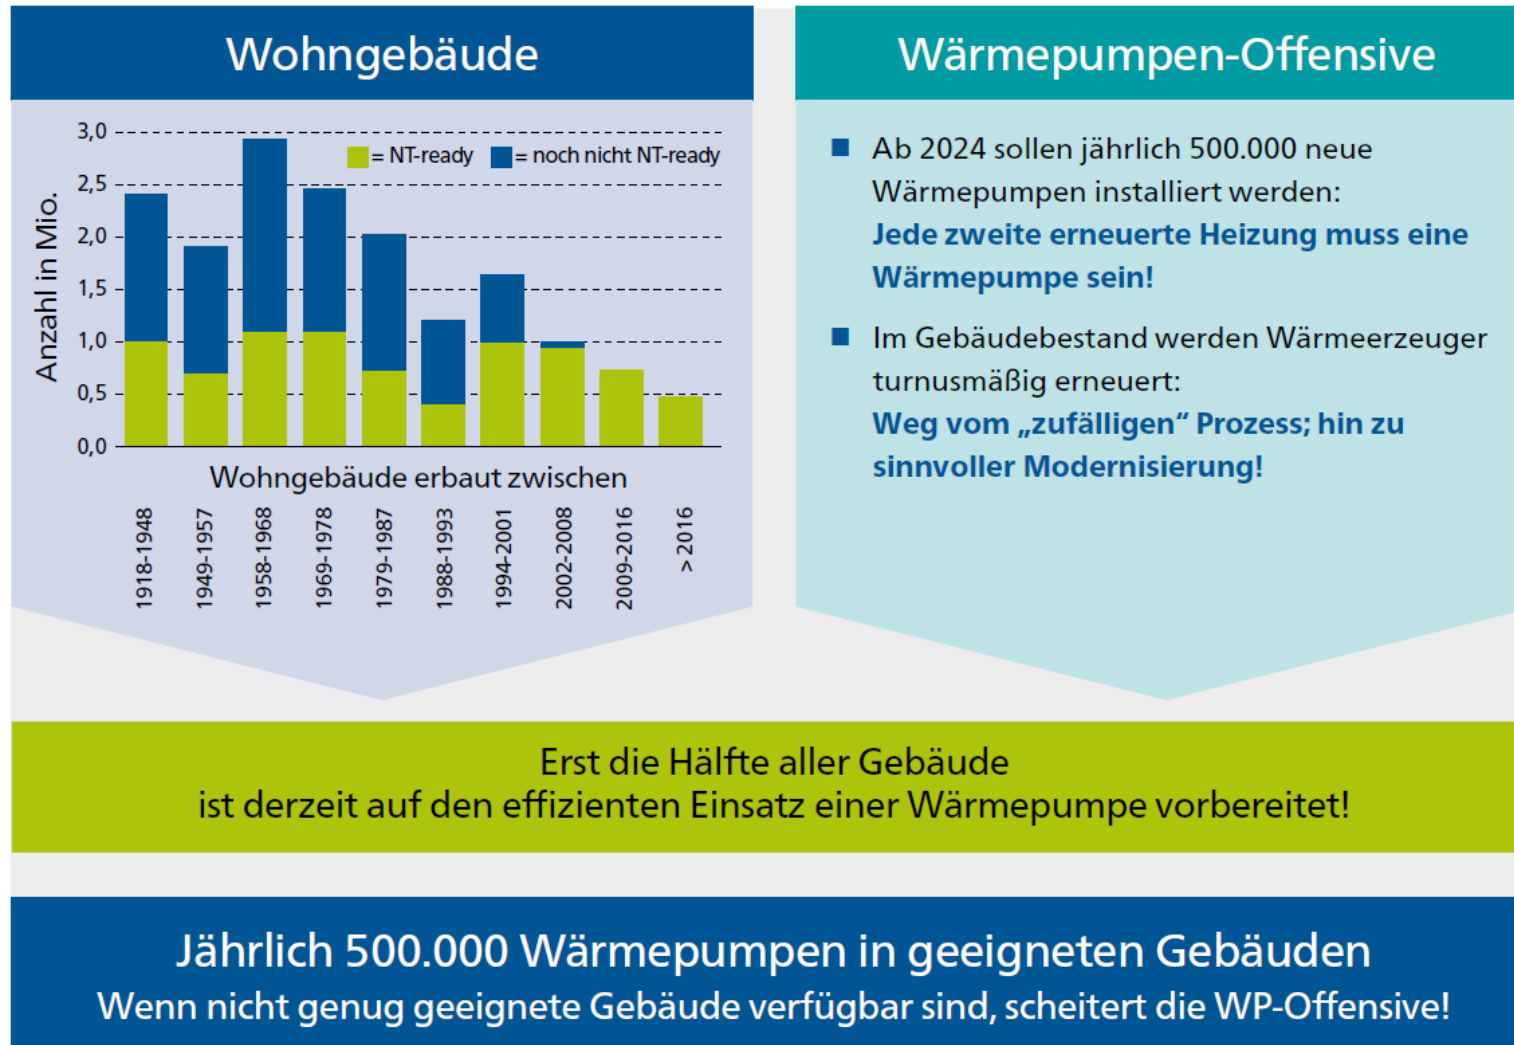 Wohngebäude
3,0
= NT-ready = noch nicht NT-ready
2,5
2,0
1,5
1,0
0,5
0,0
Anzahl in Mio.
Wohngebäude erbaut zwischen
1918-1948
1949-1957
1958-1968
1969-1978
1979-1987
1988-1993
1994-2001
2002-2008
2009-2016
> 2016
Wärmepumpen-Offensive
Ab 2024 sollen jährlich 500.000 neue
Wärmepumpen installiert werden:
Jede zweite erneuerte Heizung muss eine
Wärmepumpe sein!
Im Gebäudebestand werden Wärmeerzeuger
turnusmäßig erneuert:
Weg vom „zufälligen“ Prozess; hin zu
sinnvoller Modernisierung!
Erst die Hälfte aller Gebäude
ist derzeit auf den effizienten Einsatz einer Wärmepumpe vorbereitet!
Jährlich 500.000 Wärmepumpen in geeigneten Gebäuden
Wenn nicht genug geeignete Gebäude verfügbar sind, scheitert die WP-Offensive!